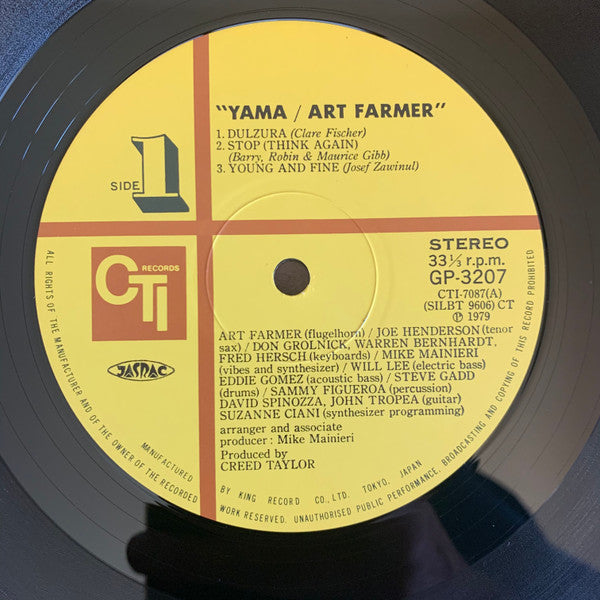 "YAMA / ART FARMER"
1. DULZURA (Clare Fischer)
2. STOP (THINK AGAIN)
(Barry, Robin & Maurice Gibb)
3. YOUNG AND FINE (Josef Zawinul)
SIDE 1
CTI RECORDS
JASRAC
STEREO
33⅓ r.p.m.
GP-3207
CTI-7087(A)
(SILBT 9606) CT
Ⓟ 1979
ART FARMER (flugelhorn) / JOE HENDERSON (tenor
sax) / DON GROLNICK, WARREN BERNHARDT,
FRED HERSCH (keyboards) / MIKE MAINIERI
(vibes and synthesizer) / WILL LEE (electric bass)
EDDIE GOMEZ (acoustic bass) / STEVE GADD
(drums) / SAMMY FIGUEROA (percussion)
DAVID SPINOZZA, JOHN TROPEA (guitar)
SUZANNE CIANI (synthesizer programming)
arranger and associate
producer : Mike Mainieri
Produced by
CREED TAYLOR
MANUFACTURED BY KING RECORD CO., LTD. TOKYO, JAPAN
ALL RIGHTS OF THE MANUFACTURER AND OF THE OWNER OF THE RECORDED WORK RESERVED. UNAUTHORISED PUBLIC PERFORMANCE, BROADCASTING AND COPYING OF THIS RECORD PROHIBITED